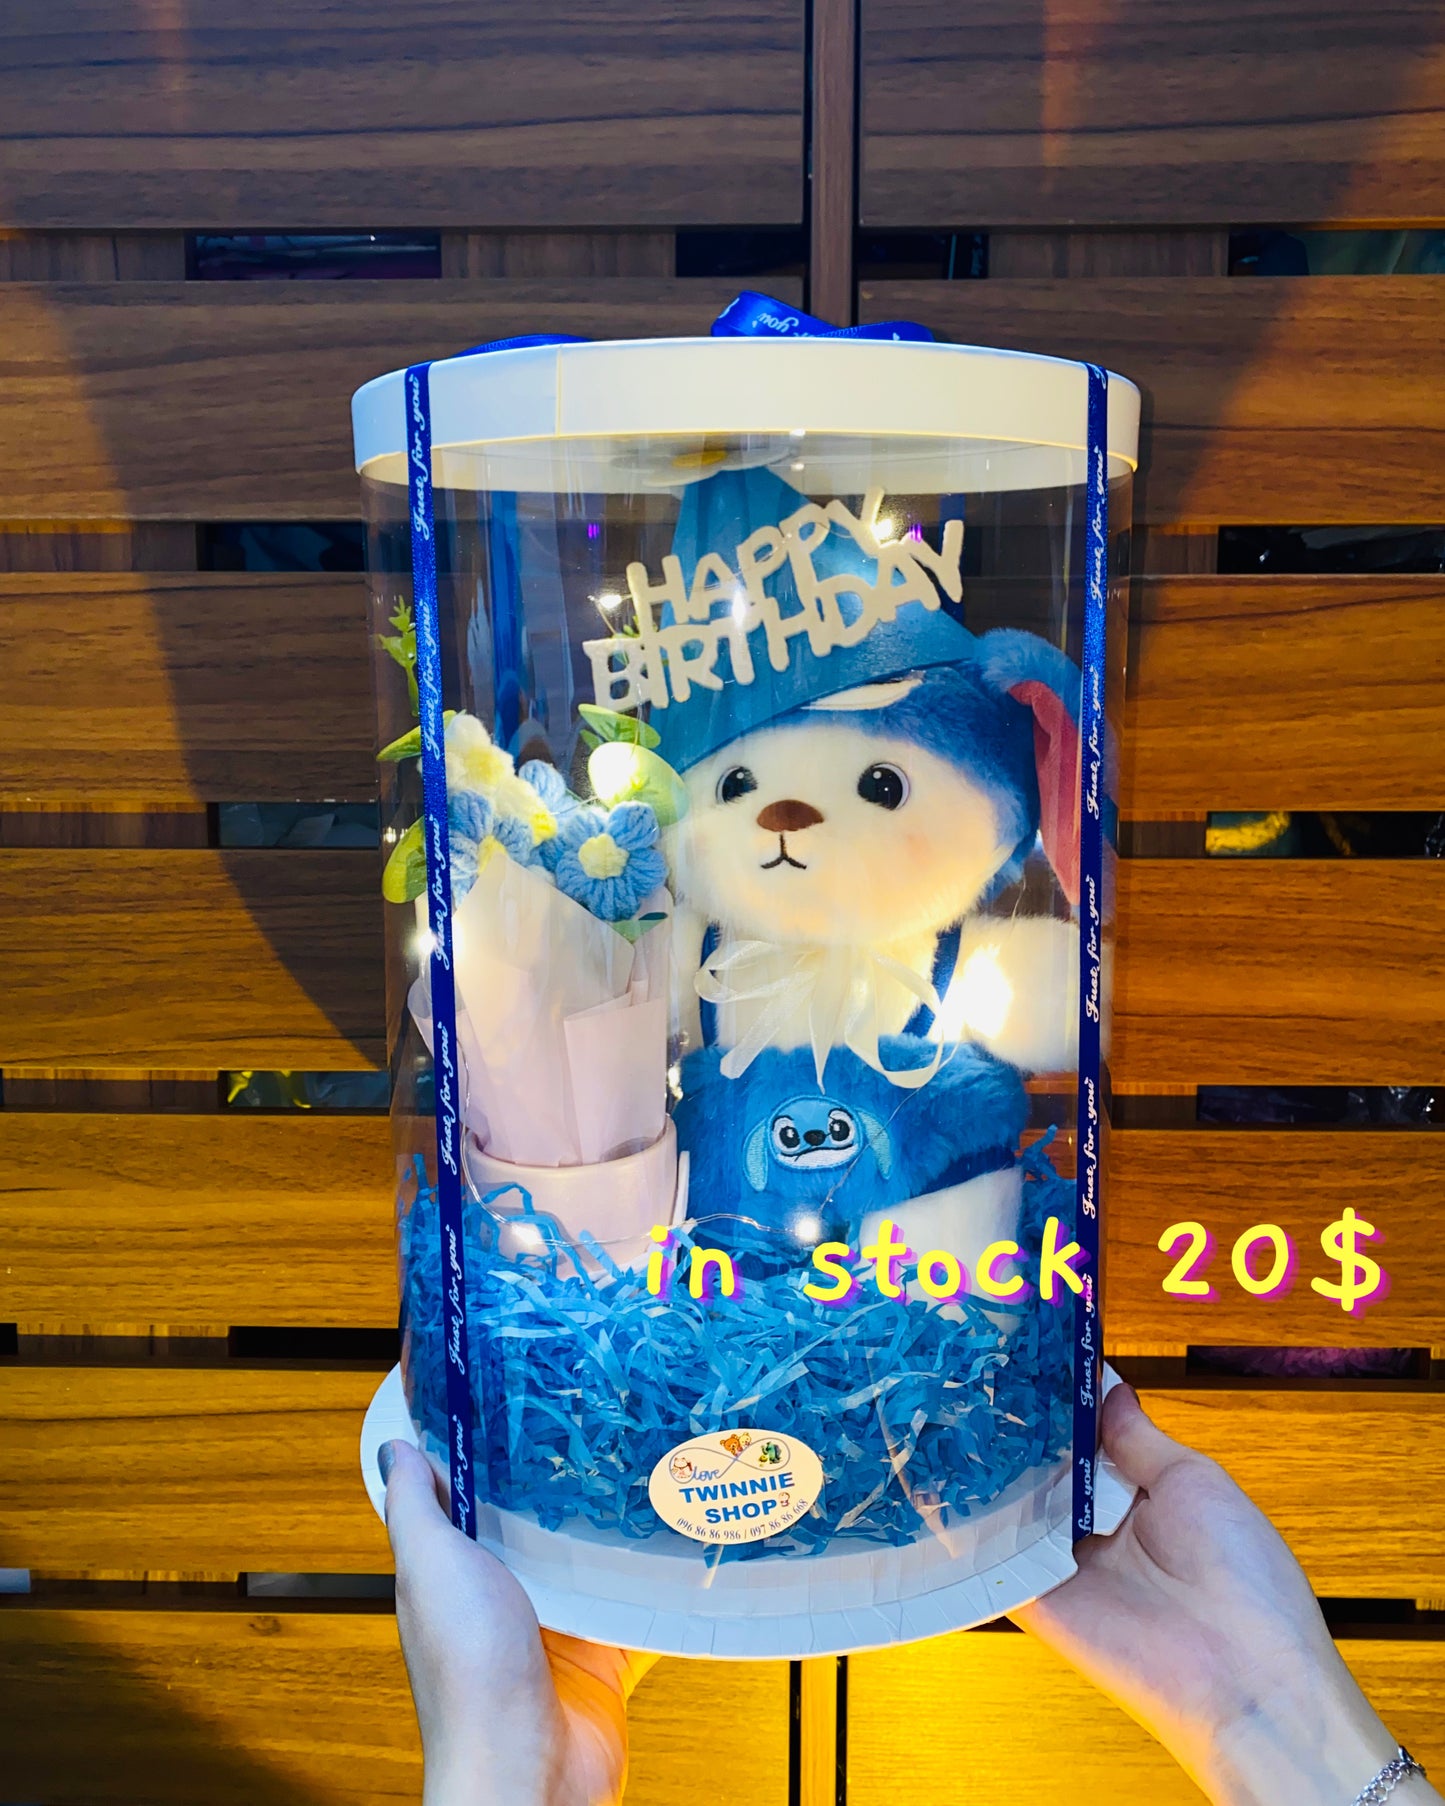 Just for you
HAPPY
BIRTHDAY
in stock 20$
love
TWINNIE
SHOP
096 86 86 986 / 097 86 86 668